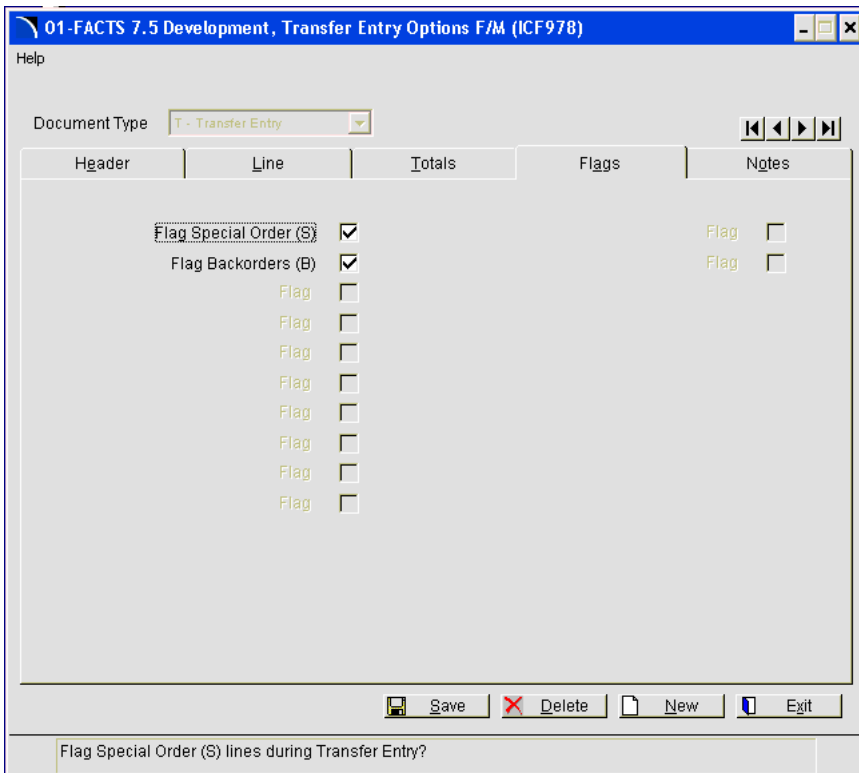 01-FACTS 7.5 Development, Transfer Entry Options F/M (ICF978)
Help
Document Type T - Transfer Entry
Header Line Totals Flags Notes
Flag Special Order (S) Flag
Flag Backorders (B) Flag
Flag
Flag
Flag
Flag
Flag
Flag
Flag
Flag
Save Delete New Exit
Flag Special Order (S) lines during Transfer Entry?